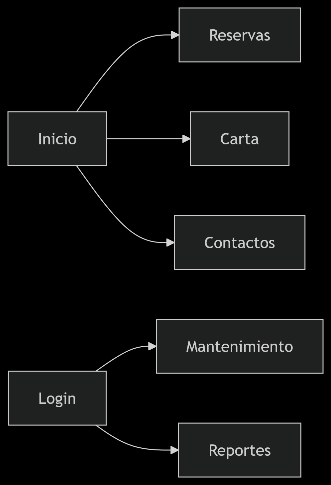 Reservas
Inicio
Carta
Contactos
Mantenimiento
Login
Reportes